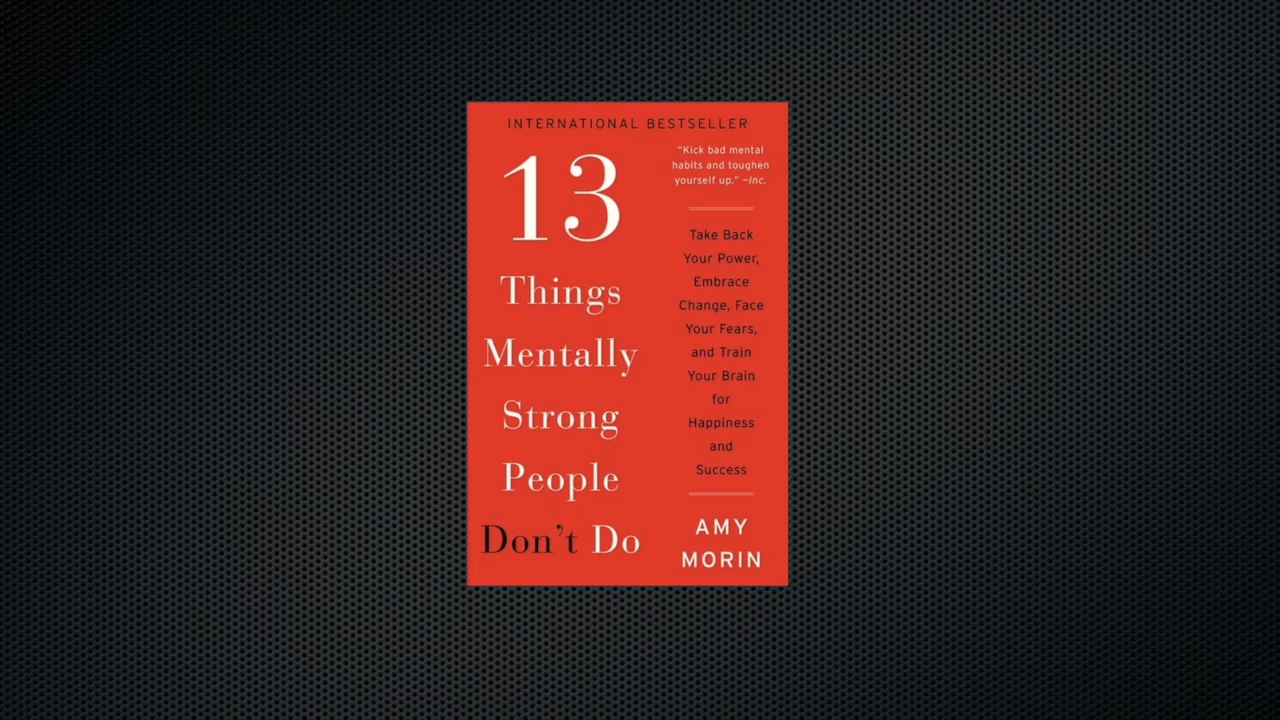 INTERNATIONAL BESTSELLER
13
Things
Mentally
Strong
People
Don't Do
"Kick bad mental
habits and toughen
yourself up." —Inc.
Take Back
Your Power,
Embrace
Change, Face
Your Fears,
and Train
Your Brain
for
Happiness
and
Success
AMY
MORIN